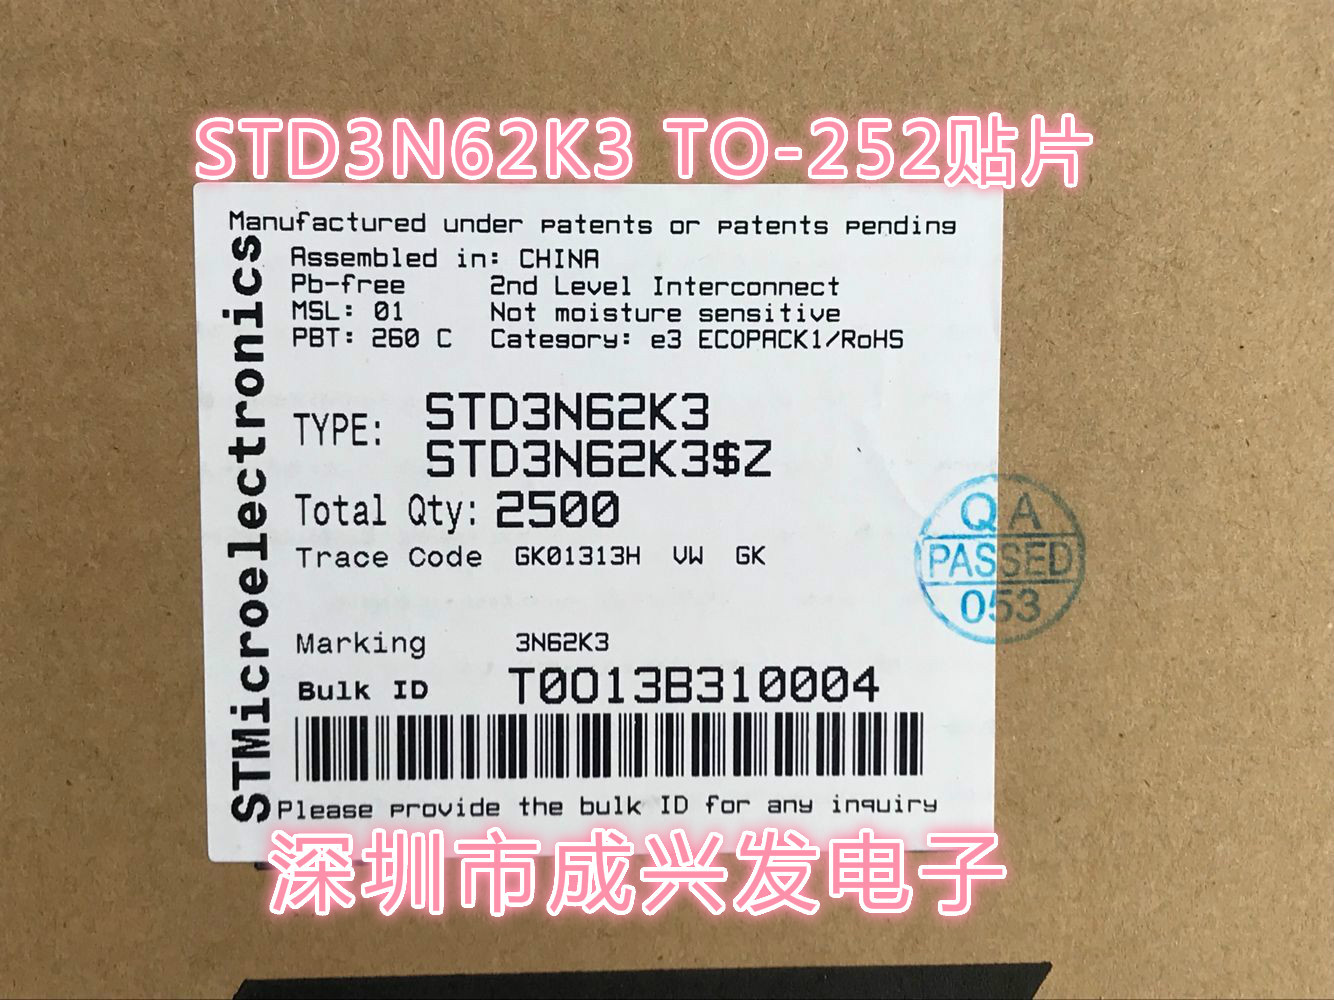 STD3N62K3 TO-252贴片
Manufactured under patents or patents pending
STMicroelectronics
Assembled in: CHINA
Pb-free 2nd Level Interconnect
MSL: 01 Not moisture sensitive
PBT: 260 C Category: e3 ECOPACK1/RoHS
TYPE: STD3N62K3
STD3N62K3$Z
Total Qty: 2500
Trace Code GK01313H VW GK
QA
PASSED
053
Marking 3N62K3
Bulk ID T0013B310004
Please provide the bulk ID for any inquiry
深圳市成兴发电子